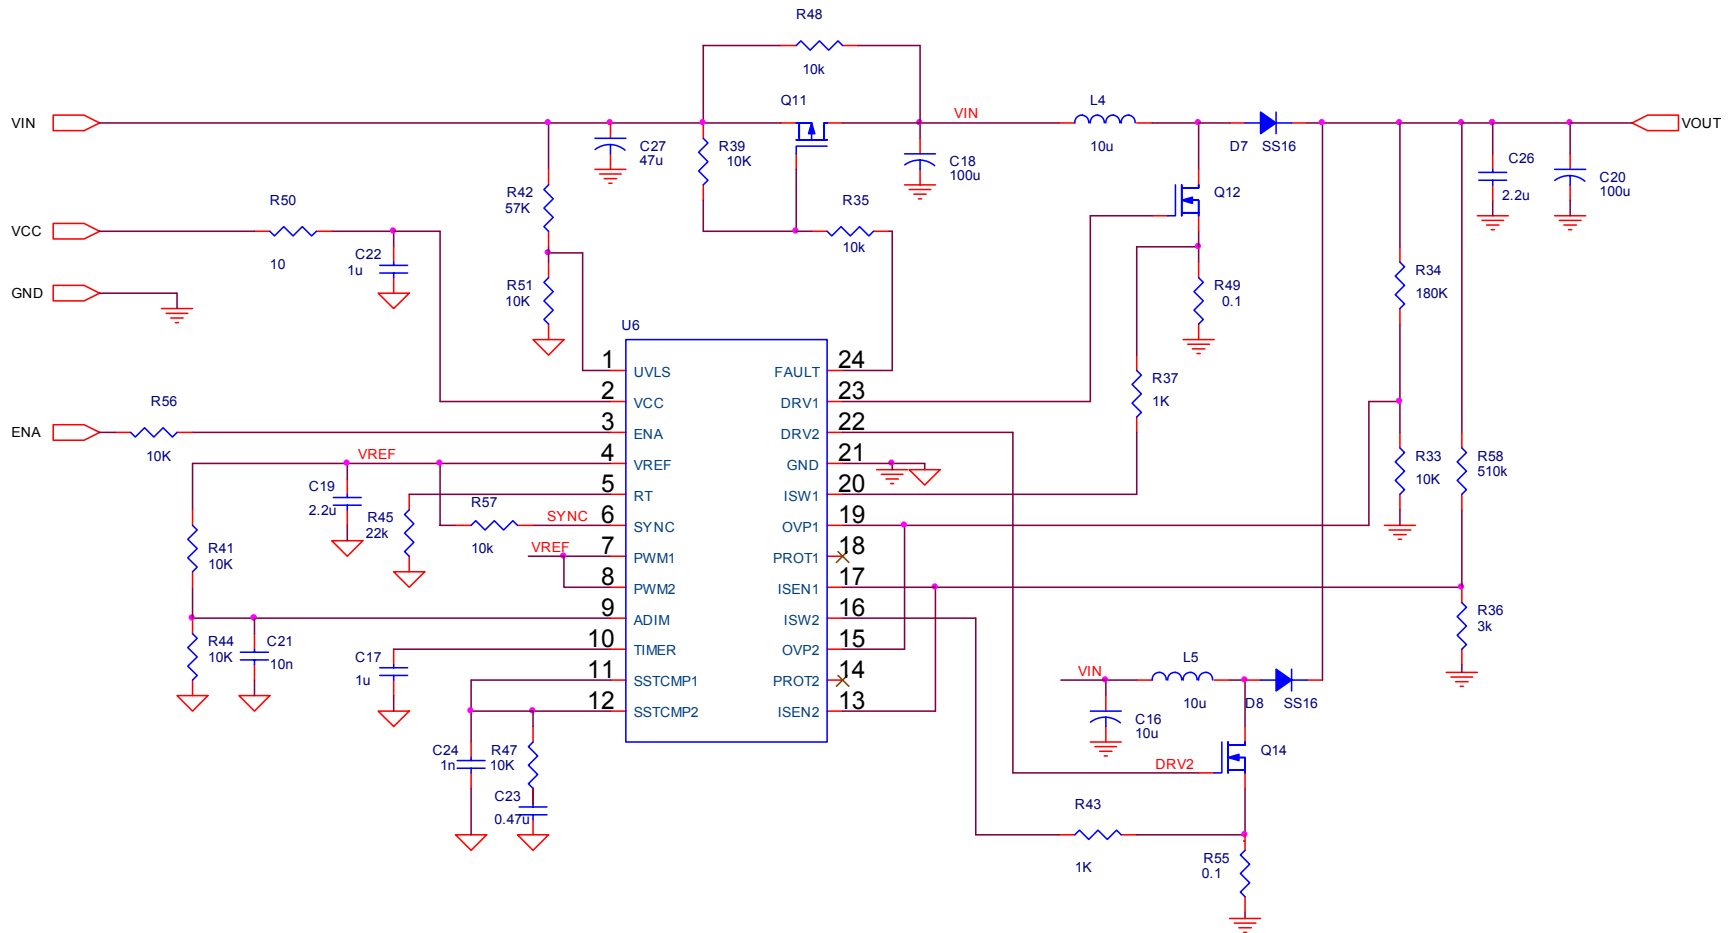 R48
10k
Q11
VIN
VIN
L4
10u
D7
SS16
VOUT
C27
47u
R39
10K
C18
100u
C26
2.2u
C20
100u
R42
57K
R35
10k
Q12
R50
10
VCC
C22
1u
GND
R51
10K
R49
0.1
R34
180K
U6
1
UVLS
FAULT
24
2
VCC
DRV1
23
3
ENA
DRV2
22
4
VREF
GND
21
5
RT
ISW1
20
6
SYNC
OVP1
19
7
PWM1
PROT1
18
8
PWM2
ISEN1
17
9
ADIM
ISW2
16
10
TIMER
OVP2
15
11
SSTCMP1
PROT2
14
12
SSTCMP2
ISEN2
13
R37
1K
R56
10K
ENA
VREF
C19
2.2u
R45
22k
R57
10k
SYNC
VREF
R33
10K
R58
510k
R41
10K
R44
10K
C21
10n
C17
1u
R36
3k
C24
1n
R47
10K
C23
0.47u
VIN
L5
10u
D8
SS16
C16
10u
Q14
DRV2
R43
1K
R55
0.1